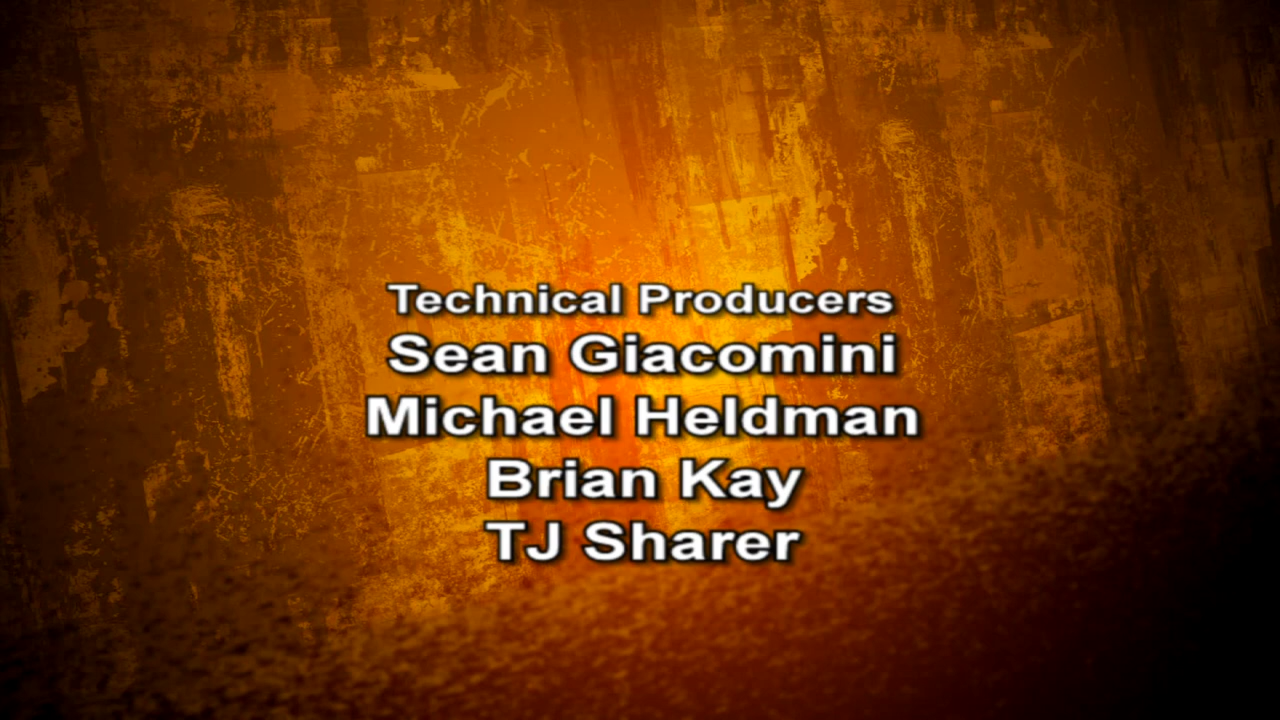 Technical Producers
Sean Giacomini
Michael Heldman
Brian Kay
TJ Sharer